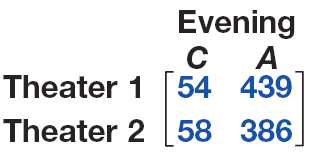 Evening
C A
Theater 1 [54 439]
Theater 2 [58 386]